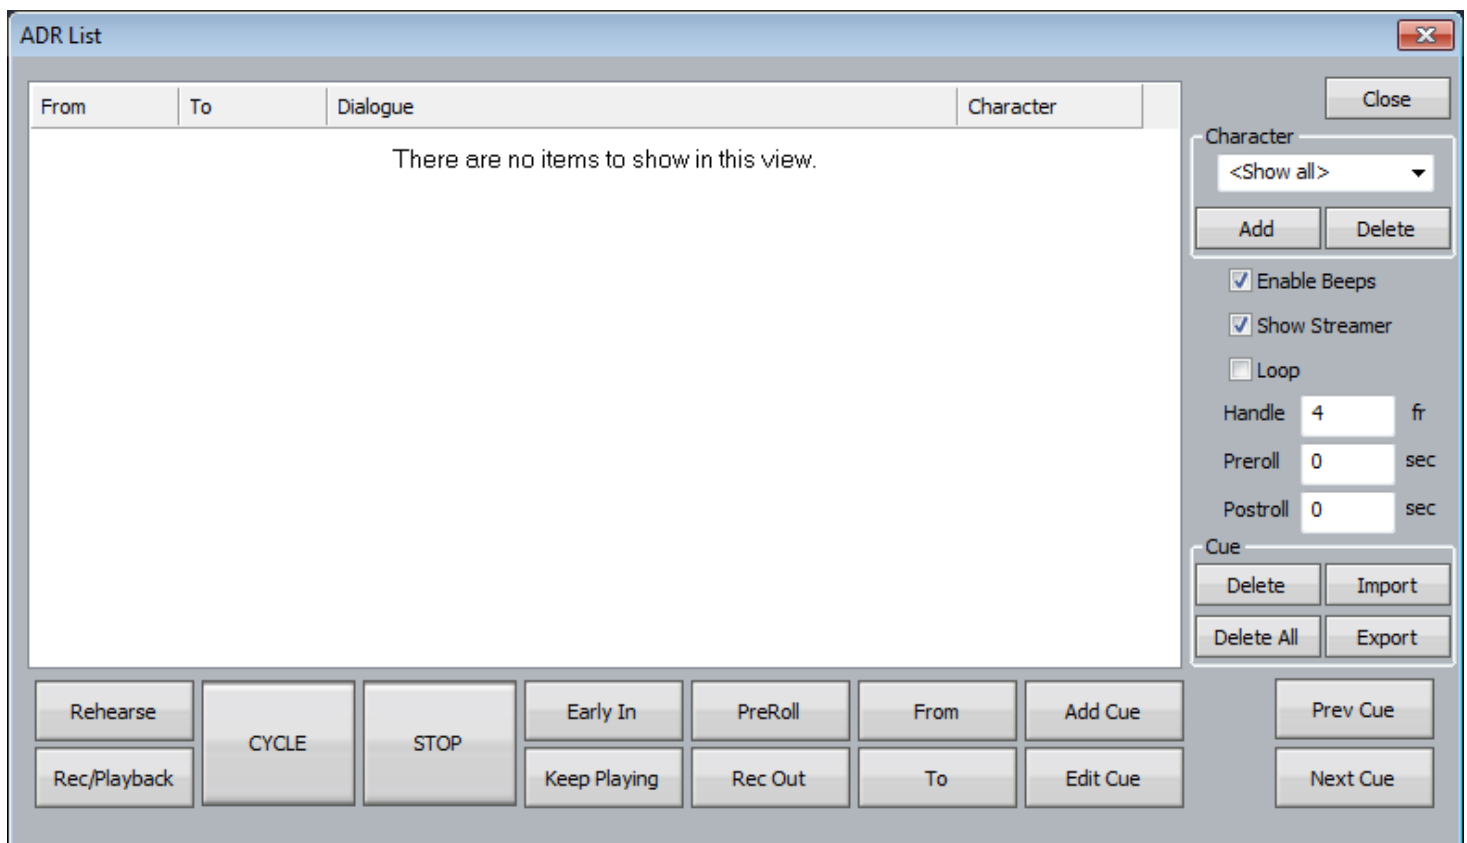 ADR List
From To Dialogue Character
There are no items to show in this view.
Close
Character
<Show all>
Add Delete
Enable Beeps
Show Streamer
Loop
Handle 4 fr
Preroll 0 sec
Postroll 0 sec
Cue
Delete Import
Delete All Export
Rehearse CYCLE STOP Early In PreRoll From Add Cue Prev Cue
Rec/Playback Keep Playing Rec Out To Edit Cue Next Cue